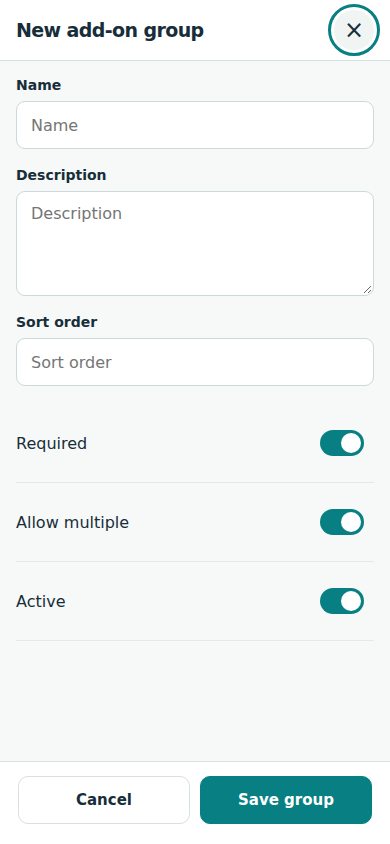 New add-on group
Name
Name
Description
Description
Sort order
Sort order
Required
Allow multiple
Active
Cancel
Save group